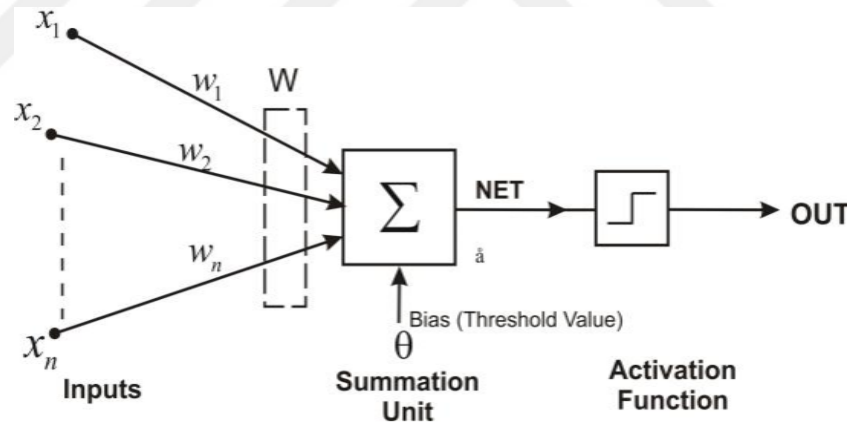 x₁
w₁
W
x₂
w₂
Σ
NET
OUT
å
wₙ
Bias (Threshold Value)
θ
xₙ
Inputs
Summation
Unit
Activation
Function